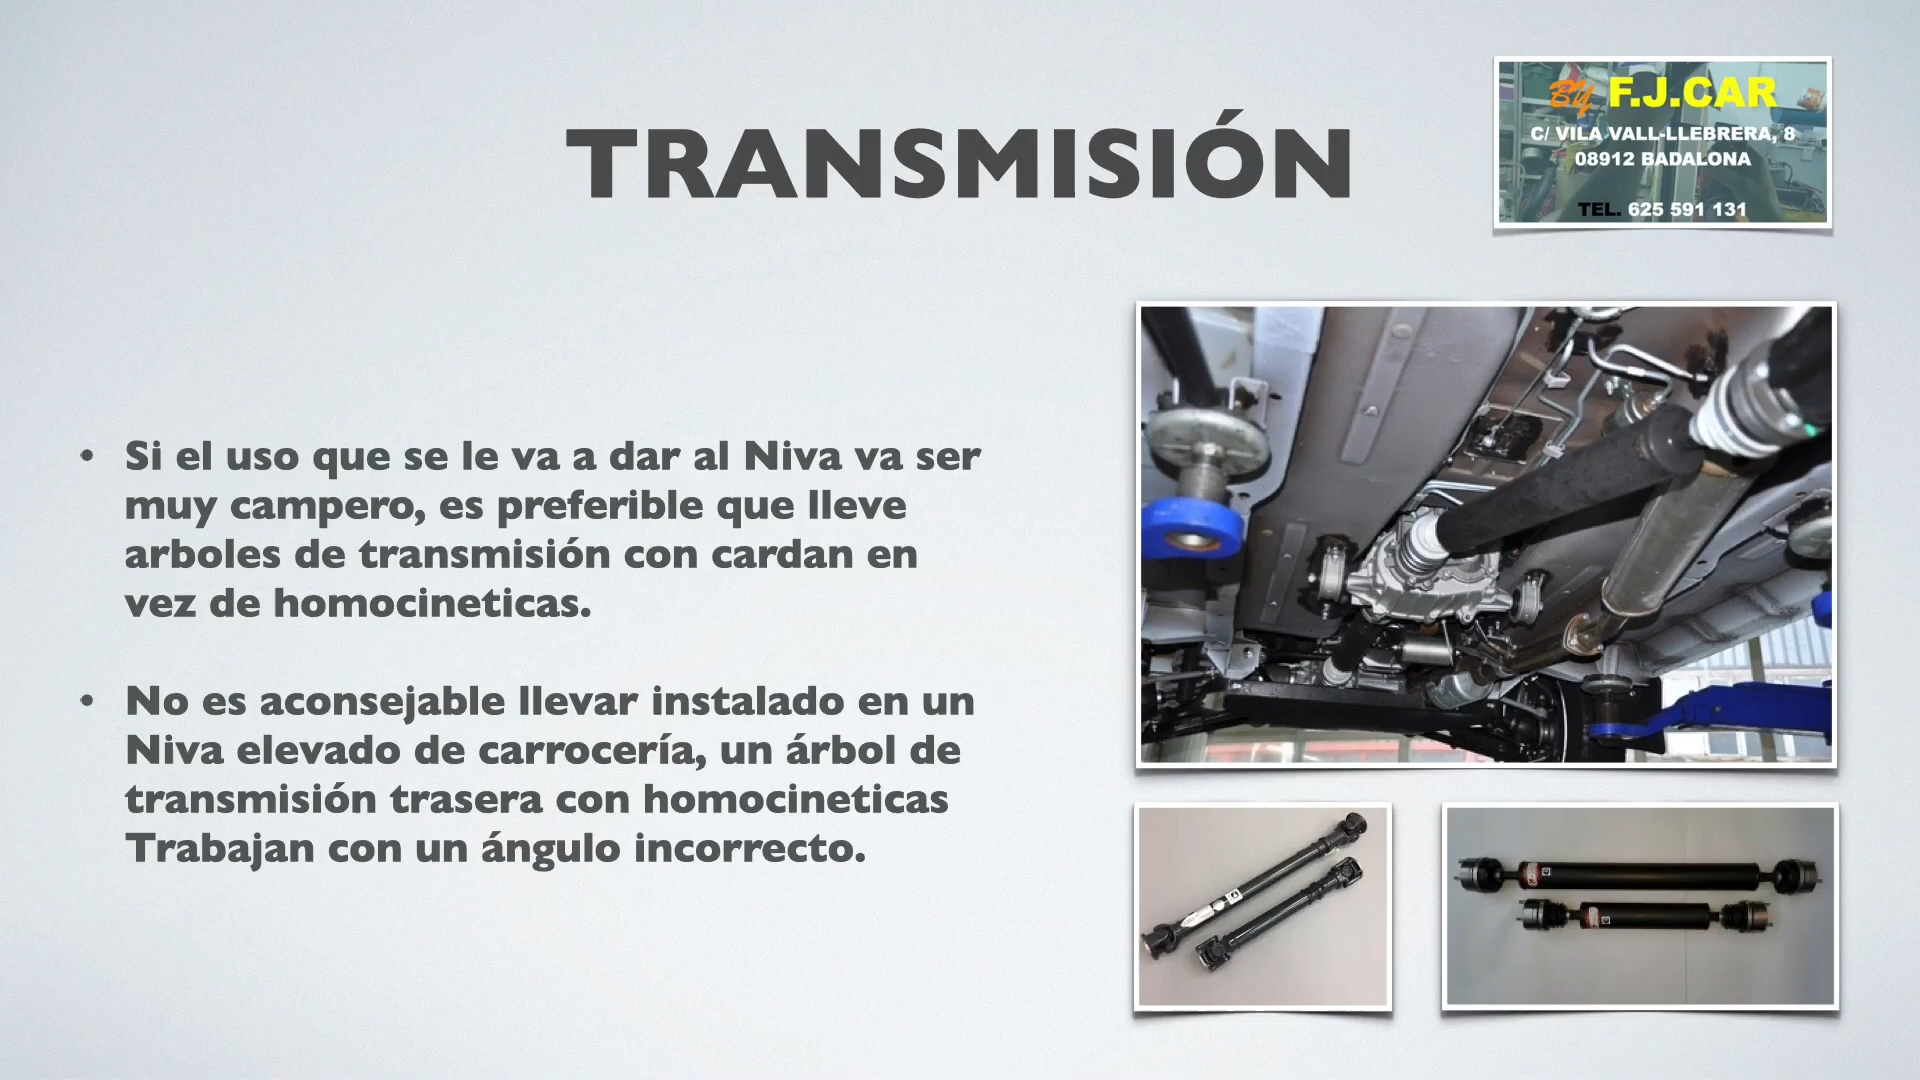 TRANSMISIÓN
BY F.J.CAR
C/ VILA VALL-LLEBRERA, 8
08912 BADALONA
TEL. 625 591 131
• Si el uso que se le va a dar al Niva va ser
muy campero, es preferible que lleve
arboles de transmisión con cardan en
vez de homocineticas.
• No es aconsejable llevar instalado en un
Niva elevado de carrocería, un árbol de
transmisión trasera con homocineticas
Trabajan con un ángulo incorrecto.